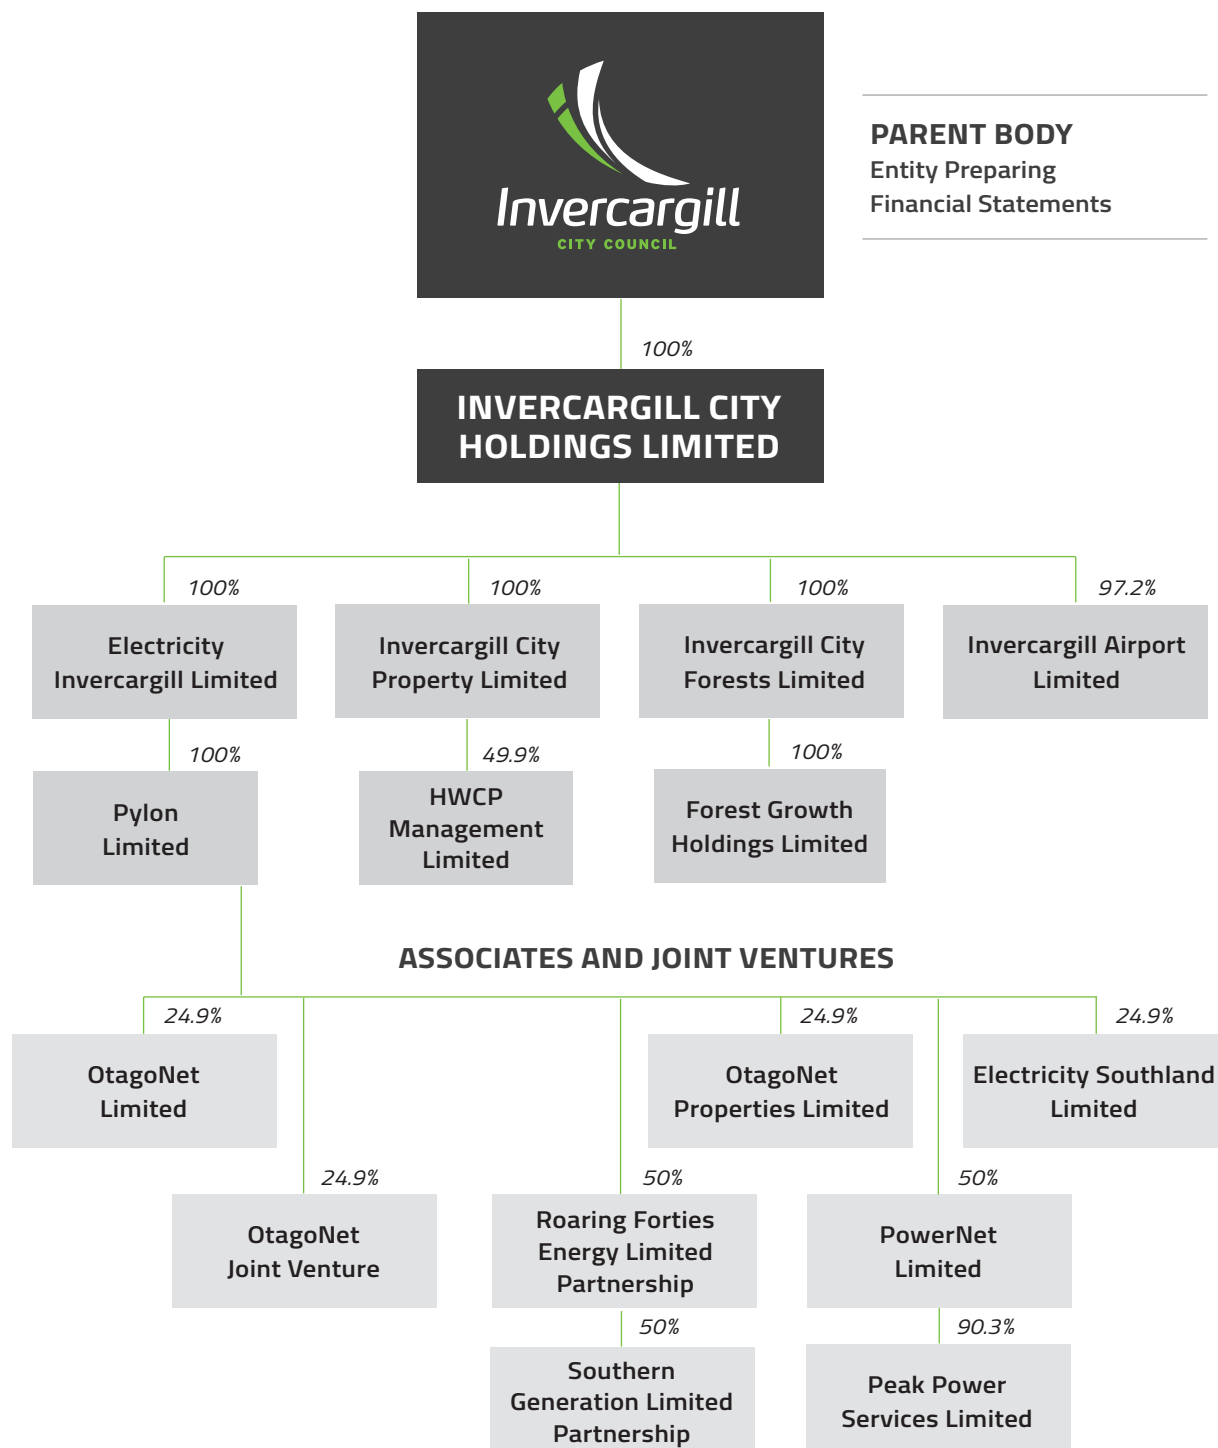 Invercargill
CITY COUNCIL
PARENT BODY
Entity Preparing
Financial Statements
100%
INVERCARGILL CITY
HOLDINGS LIMITED
100%
100%
100%
97.2%
Electricity
Invercargill Limited
Invercargill City
Property Limited
Invercargill City
Forests Limited
Invercargill Airport
Limited
100%
49.9%
100%
Pylon
Limited
HWCP
Management
Limited
Forest Growth
Holdings Limited
ASSOCIATES AND JOINT VENTURES
24.9%
24.9%
24.9%
OtagoNet
Limited
OtagoNet
Properties Limited
Electricity Southland
Limited
24.9%
50%
50%
OtagoNet
Joint Venture
Roaring Forties
Energy Limited
Partnership
PowerNet
Limited
50%
90.3%
Southern
Generation Limited
Partnership
Peak Power
Services Limited